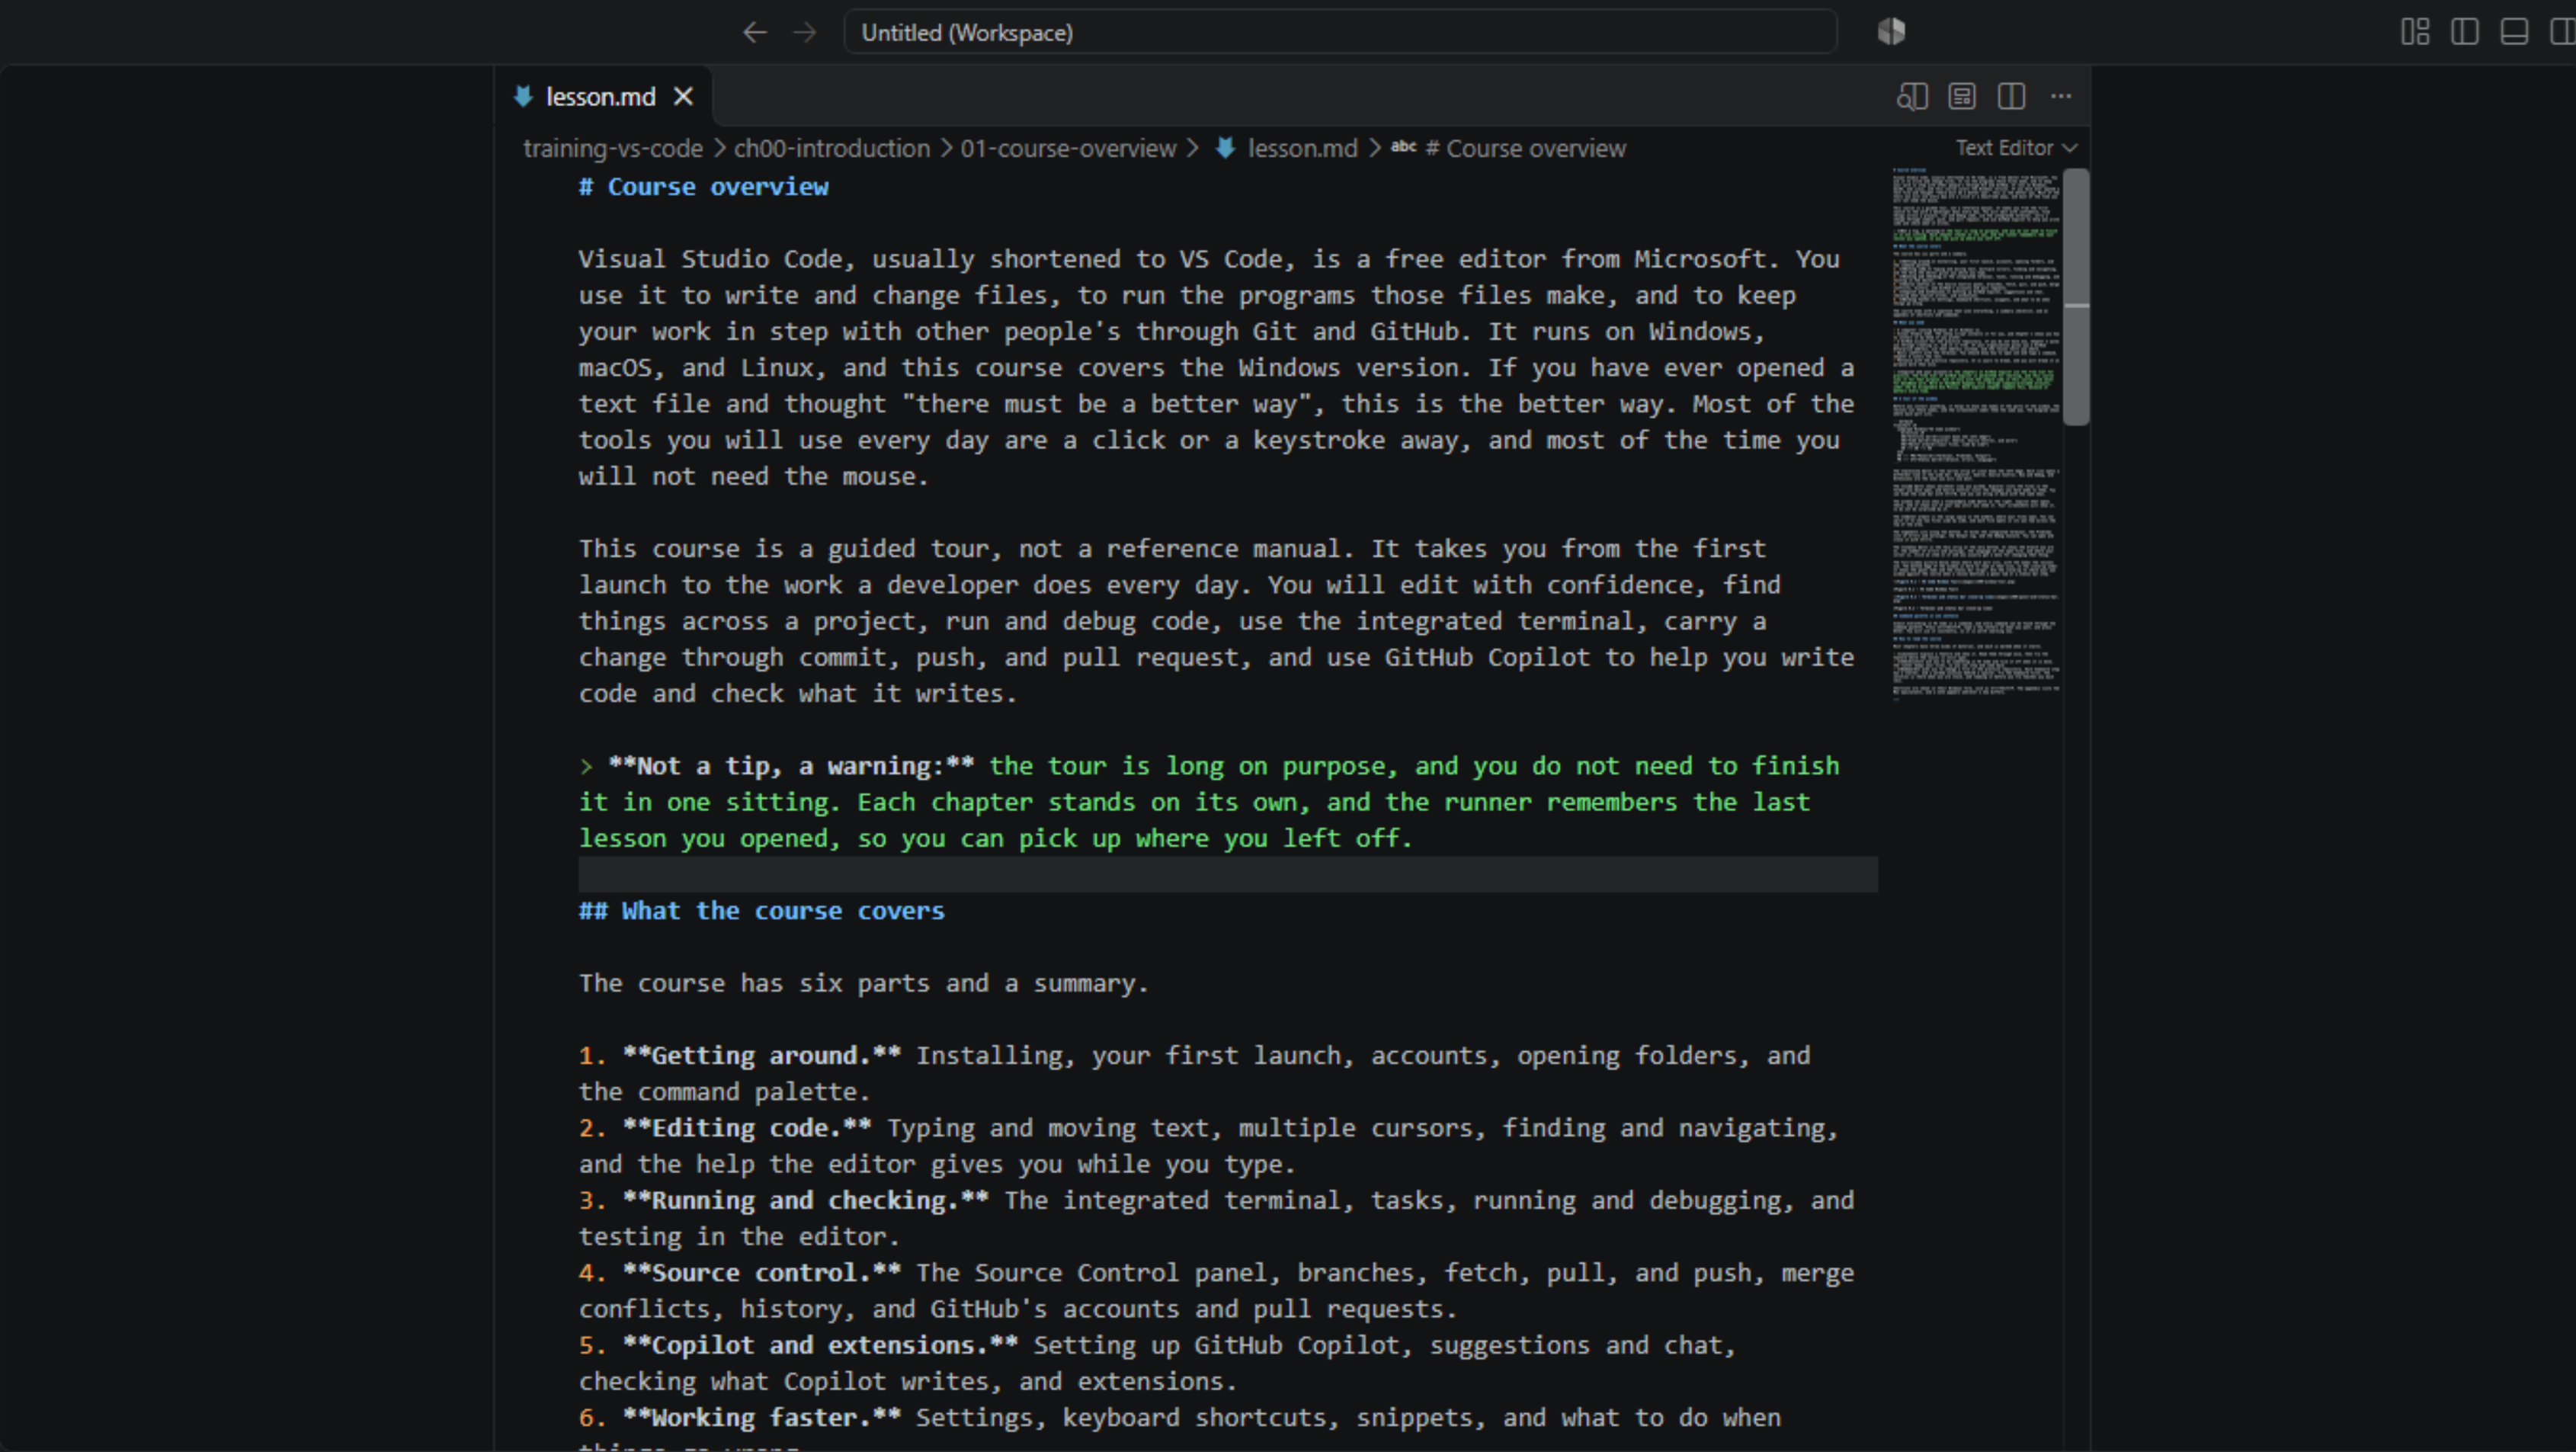 Untitled (Workspace)
lesson.md
training-vs-code > ch00-introduction > 01-course-overview > lesson.md > abc # Course overview
Text Editor
# Course overview
Visual Studio Code, usually shortened to VS Code, is a free editor from Microsoft. You
use it to write and change files, to run the programs those files make, and to keep
your work in step with other people's through Git and GitHub. It runs on Windows,
macOS, and Linux, and this course covers the Windows version. If you have ever opened a
text file and thought "there must be a better way", this is the better way. Most of the
tools you will use every day are a click or a keystroke away, and most of the time you
will not need the mouse.
This course is a guided tour, not a reference manual. It takes you from the first
launch to the work a developer does every day. You will edit with confidence, find
things across a project, run and debug code, use the integrated terminal, carry a
change through commit, push, and pull request, and use GitHub Copilot to help you write
code and check what it writes.
> **Not a tip, a warning:** the tour is long on purpose, and you do not need to finish
it in one sitting. Each chapter stands on its own, and the runner remembers the last
lesson you opened, so you can pick up where you left off.
## What the course covers
The course has six parts and a summary.
1. **Getting around.** Installing, your first launch, accounts, opening folders, and
the command palette.
2. **Editing code.** Typing and moving text, multiple cursors, finding and navigating,
and the help the editor gives you while you type.
3. **Running and checking.** The integrated terminal, tasks, running and debugging, and
testing in the editor.
4. **Source control.** The Source Control panel, branches, fetch, pull, and push, merge
conflicts, history, and GitHub's accounts and pull requests.
5. **Copilot and extensions.** Setting up GitHub Copilot, suggestions and chat,
checking what Copilot writes, and extensions.
6. **Working faster.** Settings, keyboard shortcuts, snippets, and what to do when